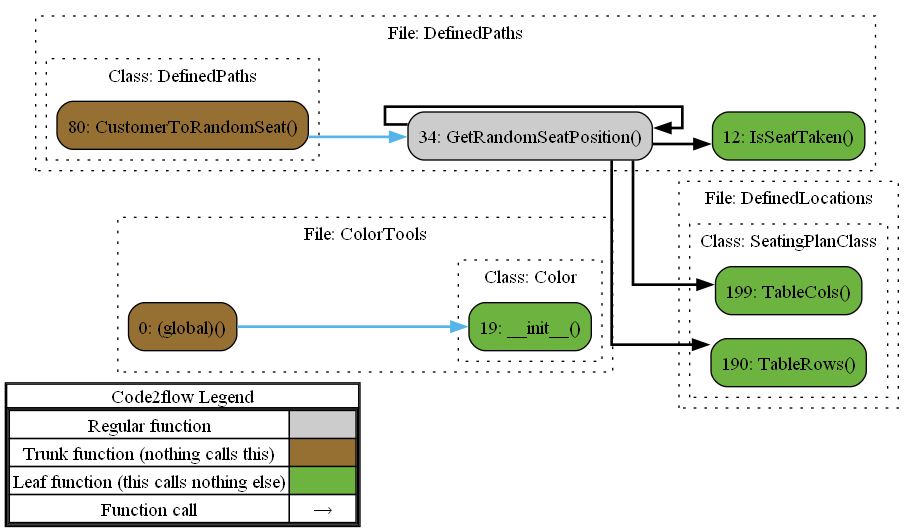 File: DefinedPaths
Class: DefinedPaths
80: CustomerToRandomSeat()
34: GetRandomSeatPosition()
12: IsSeatTaken()
File: DefinedLocations
Class: SeatingPlanClass
199: TableCols()
190: TableRows()
File: ColorTools
Class: Color
0: (global)()
19: __init__()
Code2flow Legend
Regular function
Trunk function (nothing calls this)
Leaf function (this calls nothing else)
Function call →